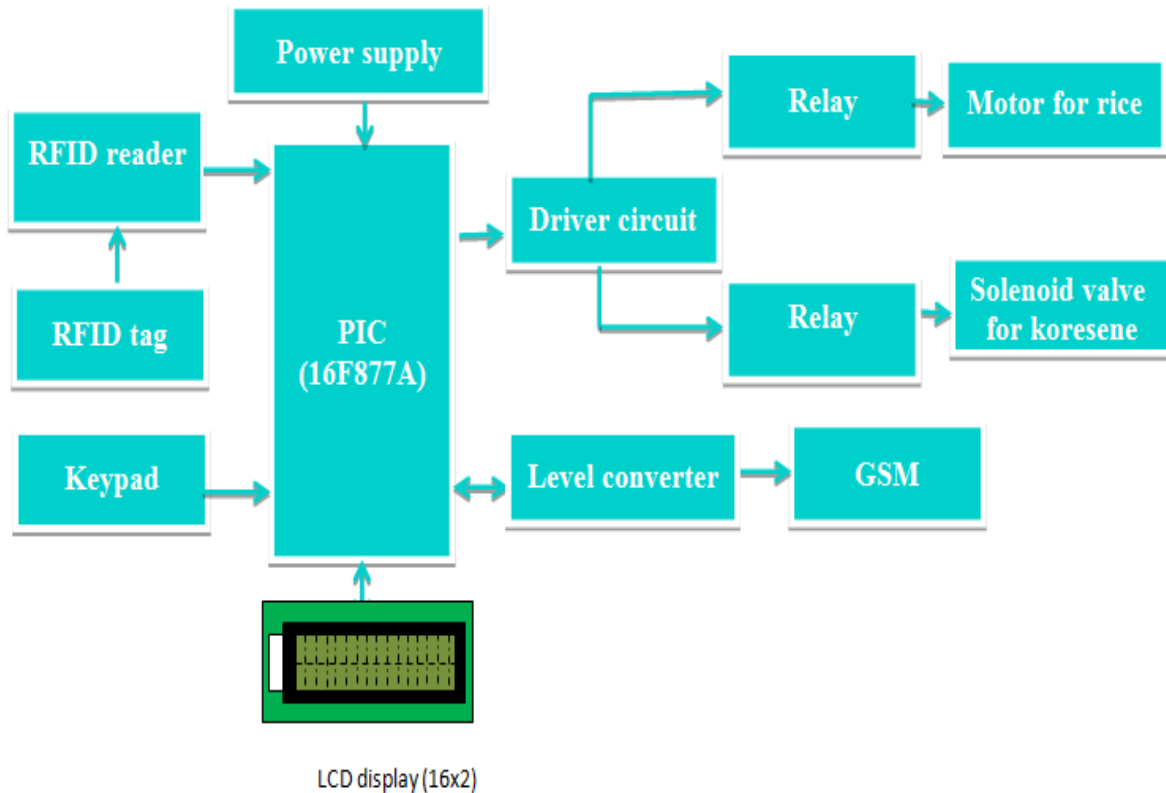 Power supply
Relay
Motor for rice
RFID reader
Driver circuit
RFID tag
PIC
(16F877A)
Relay
Solenoid valve
for koresene
Keypad
Level converter
GSM
LCD display (16x2)